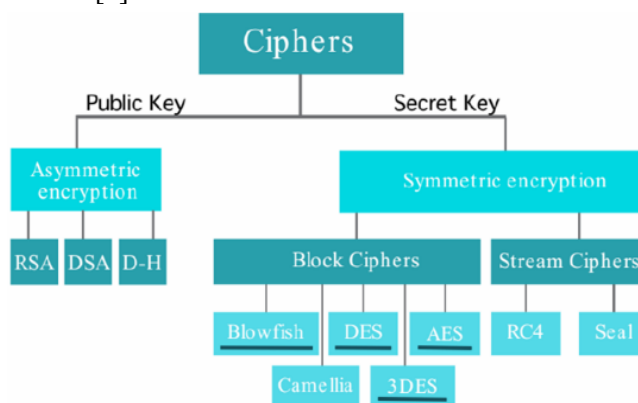 Ciphers
Public Key
Secret Key
Asymmetric
encryption
Symmetric encryption
RSA
DSA
D-H
Block Ciphers
Stream Ciphers
Blowfish
DES
AES
RC4
Seal
Camellia
3DES